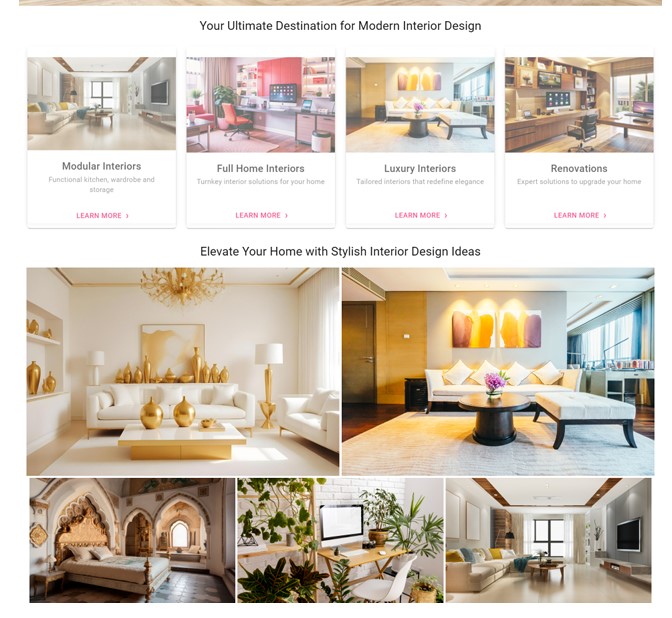 Your Ultimate Destination for Modern Interior Design
Modular Interiors
Functional kitchen, wardrobe and
storage
LEARN MORE ›
Full Home Interiors
Turnkey interior solutions for your home
LEARN MORE ›
Luxury Interiors
Tailored interiors that redefine elegance
LEARN MORE ›
Renovations
Expert solutions to upgrade your home
LEARN MORE ›
Elevate Your Home with Stylish Interior Design Ideas